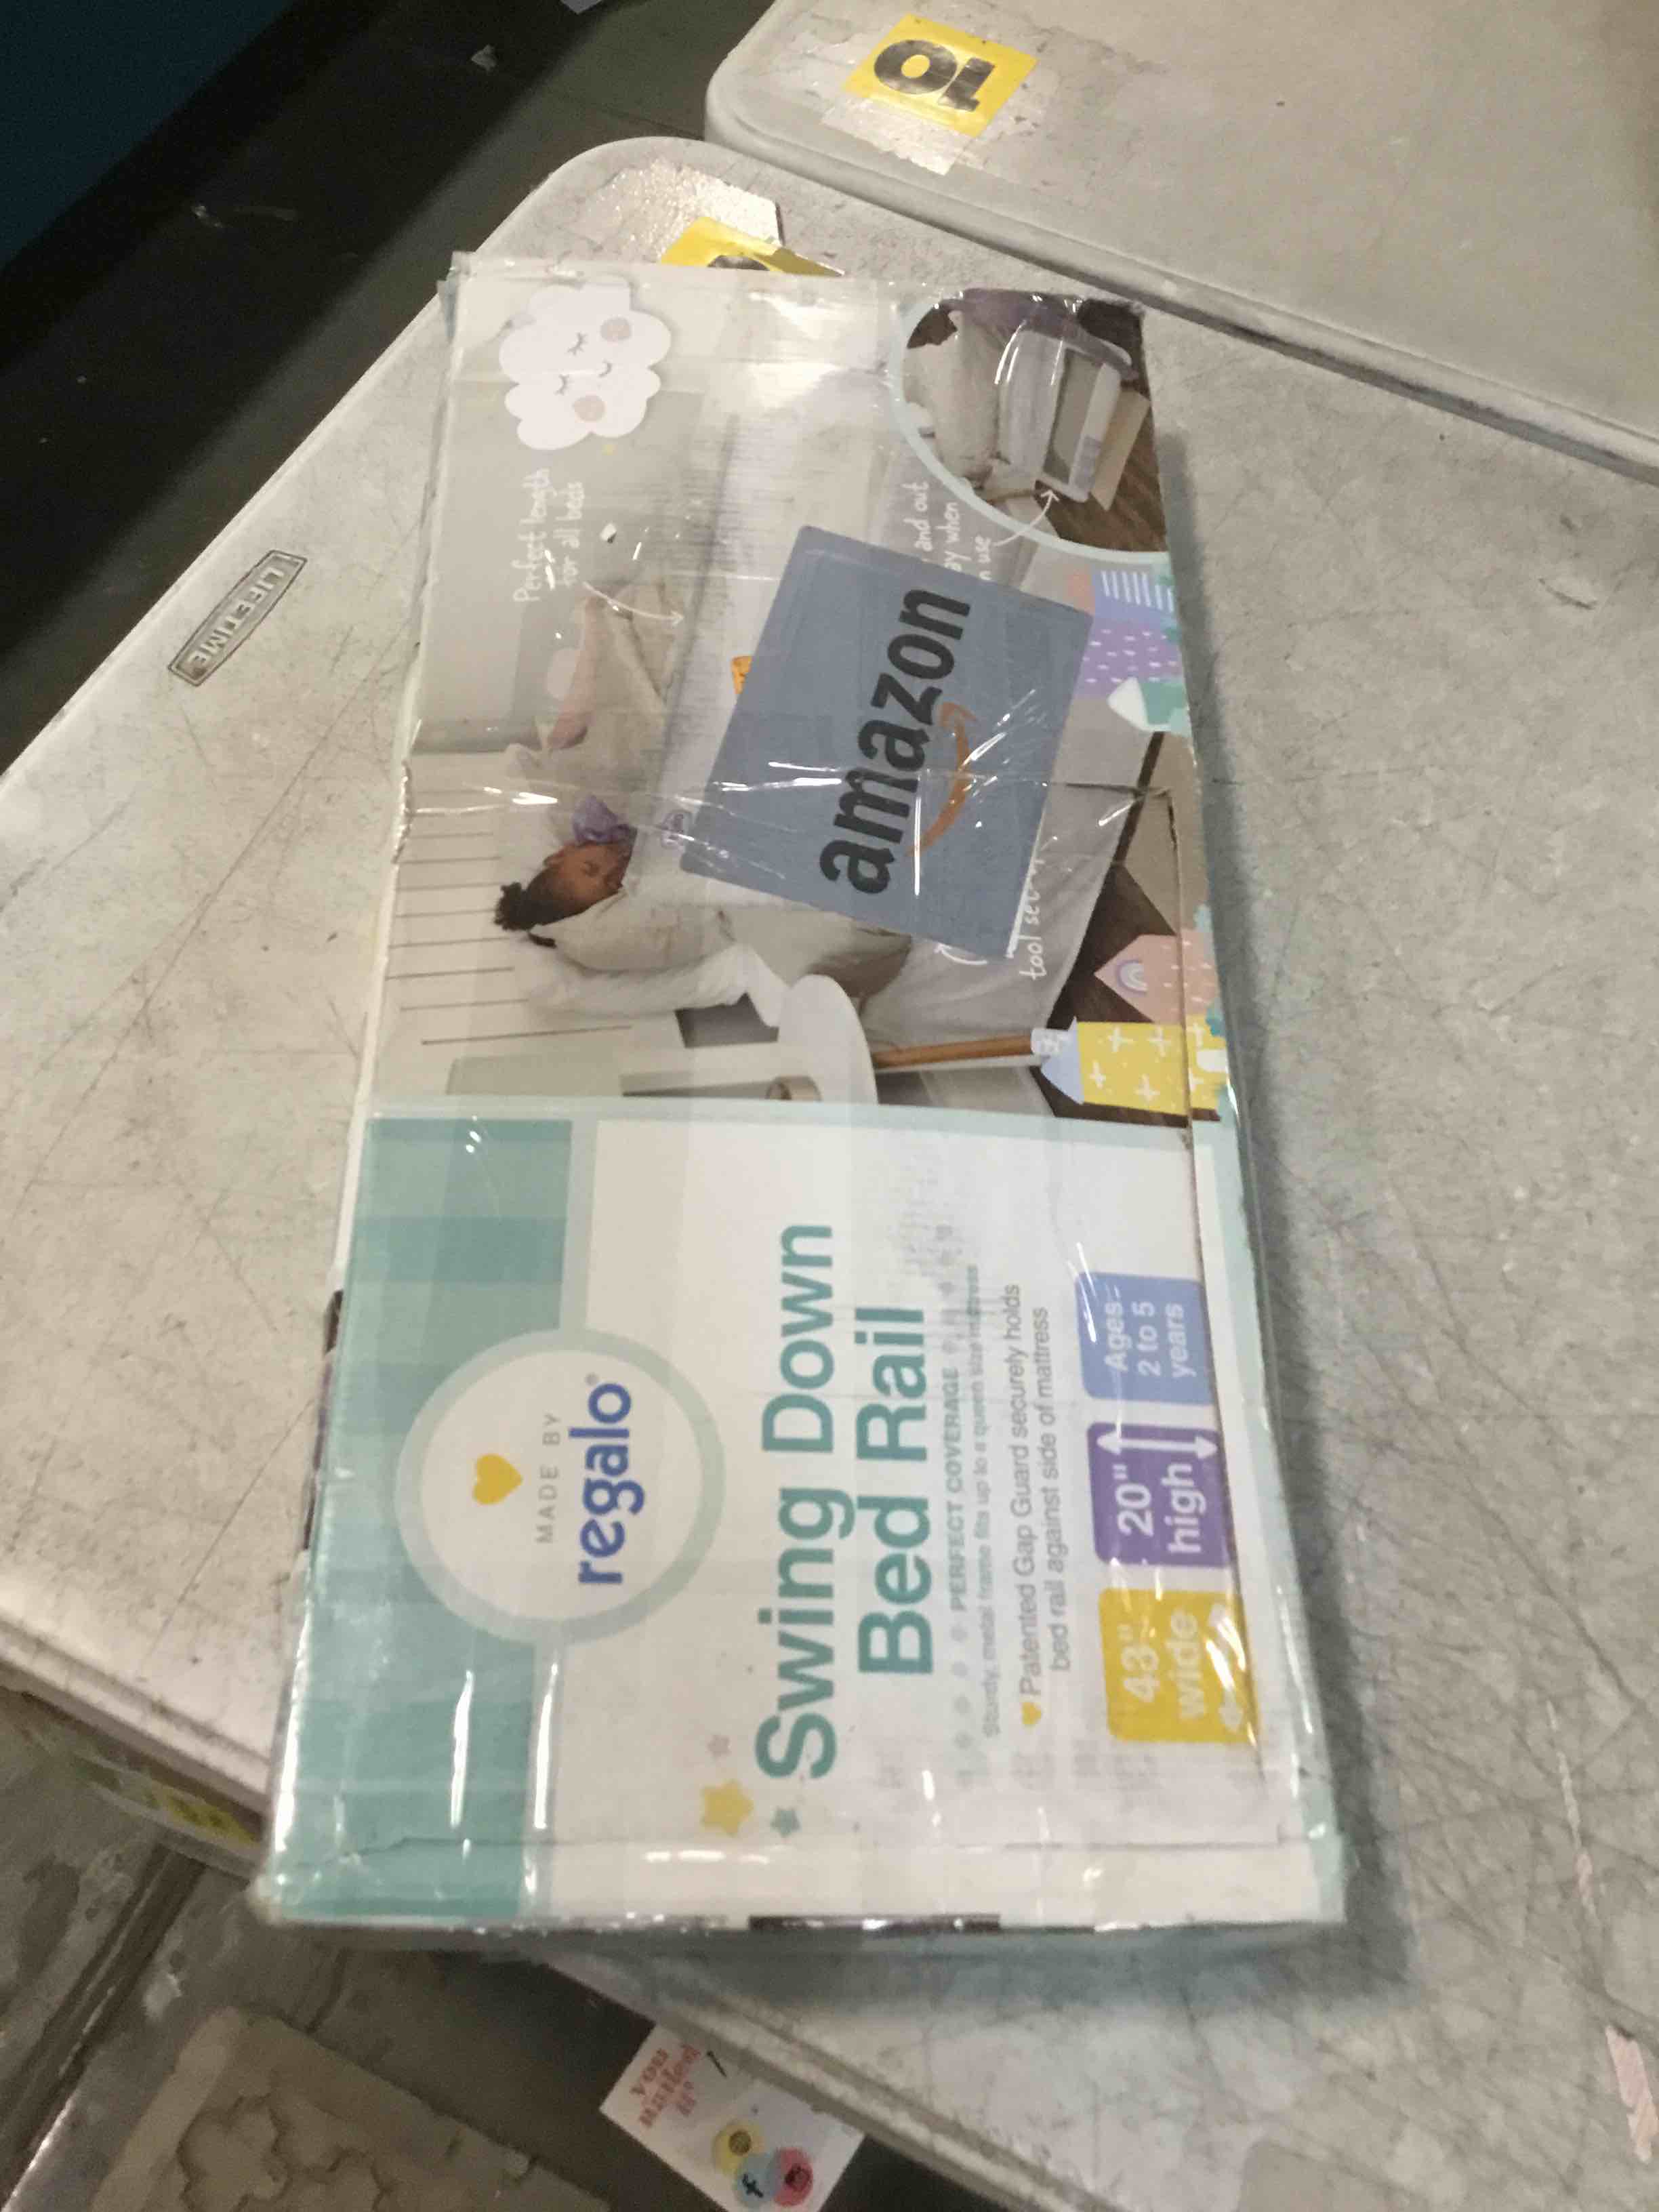 10
LIFETIME
MADE BY
regalo®
Swing Down
Bed Rail
PERFECT COVERAGE
Sturdy, metal frame fits up to a queen size mattress
Patented Gap Guard securely holds
bed rail against side of mattress
43"
wide
20"
high
Ages:
2 to 5
years
Perfect length
for all beds
and out
when
use
amazon
tool
regalo
your